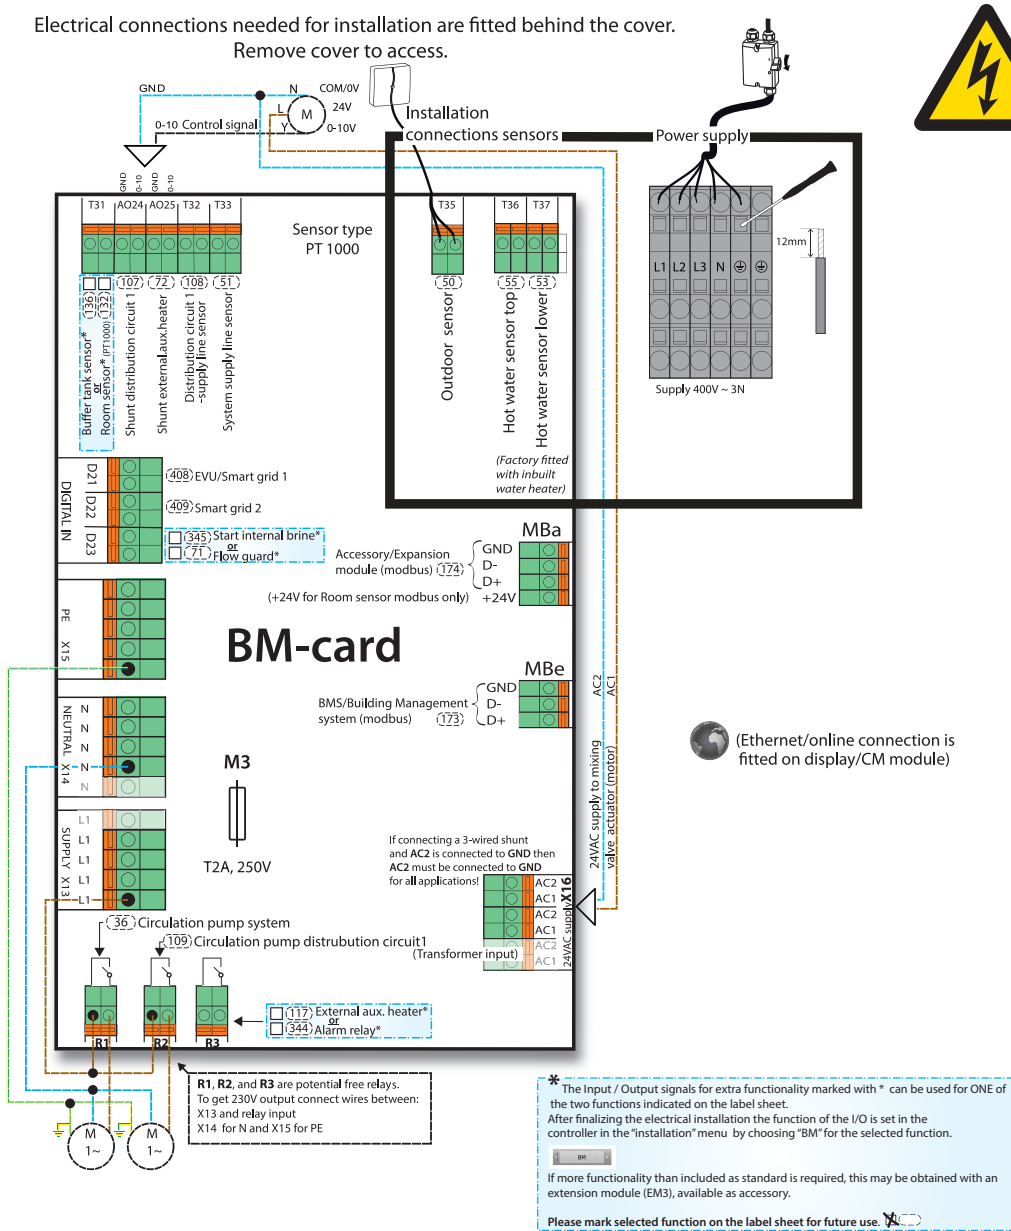 Electrical connections needed for installation are fitted behind the cover.
Remove cover to access.
GND
N
COM/0V
L
M
24V
Y
0-10V
0-10 Control signal
Installation
connections sensors
Power supply
GND
0-10
GND
0-10
T31
AO24
AO25
T32
T33
Sensor type
PT 1000
T35
T36
T37
L1
L2
L3
N
12mm
Supply 400V ~ 3N
136
132
107
72
108
51
50
55
53
Buffer tank sensor*
or
Room sensor* (PT1000)
Shunt distribution circuit 1
Shunt external.aux.heater
Distribution circuit 1
-supply line sensor
System supply line sensor
Outdoor sensor
Hot water sensor top
Hot water sensor lower
(Factory fitted
with inbuilt
water heater)
DIGITAL IN
D21
D22
D23
408 EVU/Smart grid 1
409 Smart grid 2
345 Start internal brine*
or
71 Flow guard*
MBa
Accessory/Expansion
module (modbus) 174
GND
D-
D+
(+24V for Room sensor modbus only) +24V
PE
X15
BM-card
MBe
BMS/Building Management
system (modbus) 173
GND
D-
D+
AC2
AC1
24VAC supply to mixing
valve actuator (motor)
(Ethernet/online connection is
fitted on display/CM module)
NEUTRAL X14
N
N
N
N
N
M3
T2A, 250V
SUPPLY X13
L1
L1
L1
L1
L1
If connecting a 3-wired shunt
and AC2 is connected to GND then
AC2 must be connected to GND
for all applications!
AC2
AC1
AC2
AC1
AC2
AC1
24VAC supply X16
(Transformer input)
36 Circulation pump system
109 Circulation pump distrubution circuit1
117 External aux. heater*
or
344 Alarm relay*
R1
R2
R3
R1, R2, and R3 are potential free relays.
To get 230V output connect wires between:
X13 and relay input
X14 for N and X15 for PE
M
1~
M
1~
* The Input / Output signals for extra functionality marked with * can be used for ONE of
the two functions indicated on the label sheet.
After finalizing the electrical installation the function of the I/O is set in the
controller in the "installation" menu by choosing "BM" for the selected function.
BM
If more functionality than included as standard is required, this may be obtained with an
extension module (EM3), available as accessory.
Please mark selected function on the label sheet for future use.